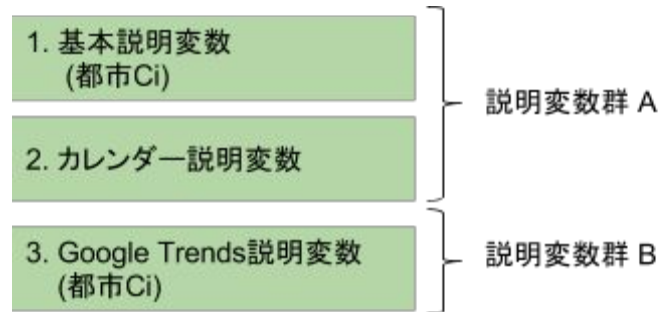 1. 基本説明変数
(都市Ci)
説明変数群 A
2. カレンダー説明変数
3. Google Trends説明変数
(都市Ci)
説明変数群 B